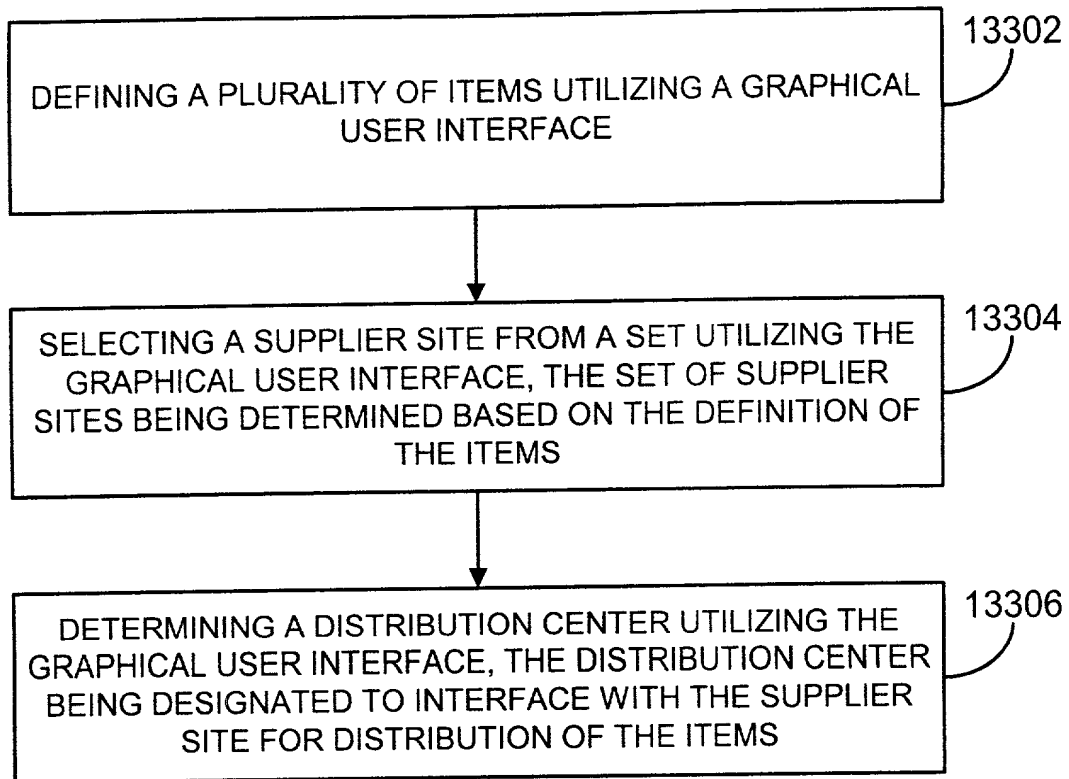 13302
DEFINING A PLURALITY OF ITEMS UTILIZING A GRAPHICAL
USER INTERFACE
13304
SELECTING A SUPPLIER SITE FROM A SET UTILIZING THE
GRAPHICAL USER INTERFACE, THE SET OF SUPPLIER
SITES BEING DETERMINED BASED ON THE DEFINITION OF
THE ITEMS
13306
DETERMINING A DISTRIBUTION CENTER UTILIZING THE
GRAPHICAL USER INTERFACE, THE DISTRIBUTION CENTER
BEING DESIGNATED TO INTERFACE WITH THE SUPPLIER
SITE FOR DISTRIBUTION OF THE ITEMS